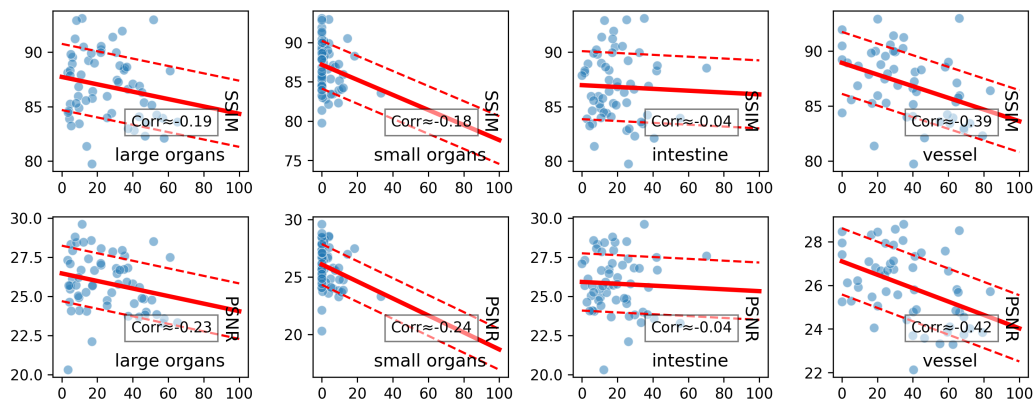 90
85
80
0 20 40 60 80 100
SSIM
Corr≈-0.19
large organs
90
85
80
75
0 20 40 60 80 100
SSIM
Corr≈-0.18
small organs
90
85
80
0 20 40 60 80 100
SSIM
Corr≈-0.04
intestine
90
85
80
0 20 40 60 80 100
SSIM
Corr≈-0.39
vessel
30.0
27.5
25.0
22.5
20.0
0 20 40 60 80 100
PSNR
Corr≈-0.23
large organs
30
25
20
0 20 40 60 80 100
PSNR
Corr≈-0.24
small organs
30.0
27.5
25.0
22.5
20.0
0 20 40 60 80 100
PSNR
Corr≈-0.04
intestine
28
26
24
22
0 20 40 60 80 100
PSNR
Corr≈-0.42
vessel